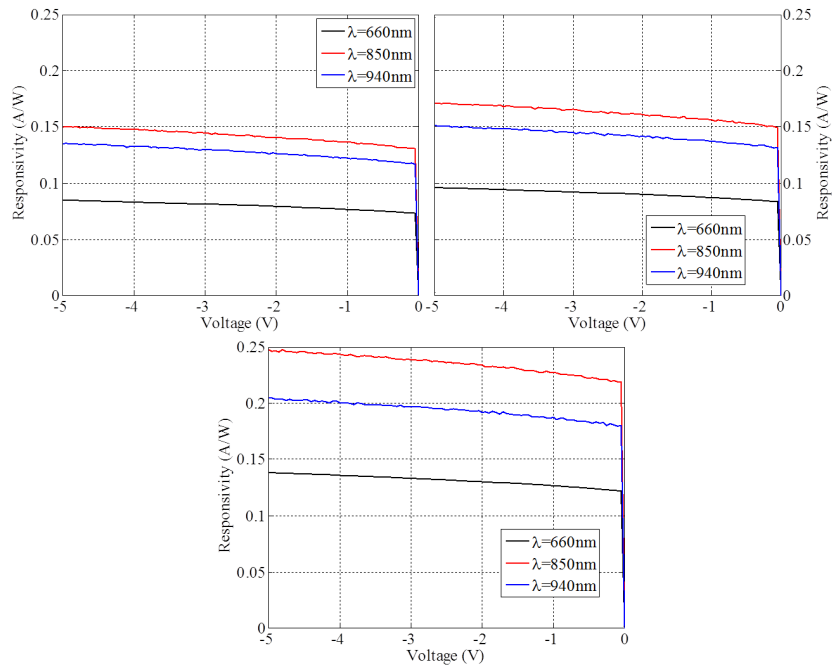 0.25
0.2
0.15
0.1
0.05
0
Responsivity (A/W)
-5 -4 -3 -2 -1 0
Voltage (V)
λ=660nm
λ=850nm
λ=940nm
0.25
0.2
0.15
0.1
0.05
0
Responsivity (A/W)
-5 -4 -3 -2 -1 0
Voltage (V)
λ=660nm
λ=850nm
λ=940nm
0.25
0.2
0.15
0.1
0.05
0
Responsivity (A/W)
-5 -4 -3 -2 -1 0
Voltage (V)
λ=660nm
λ=850nm
λ=940nm